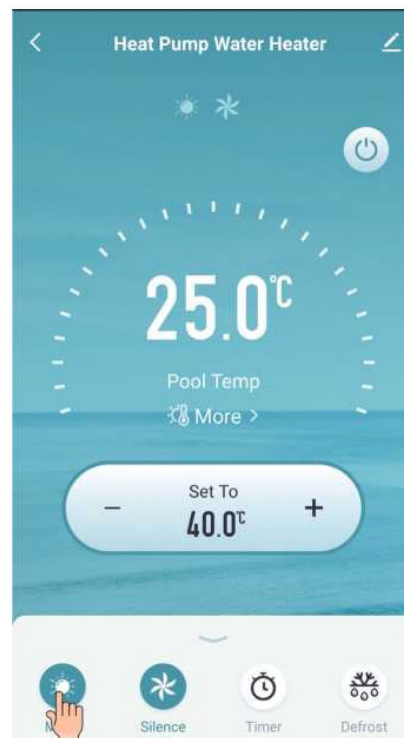 Heat Pump Water Heater
25.0℃
Pool Temp
More >
Set To
− 40.0℃ +
Silence Timer Defrost